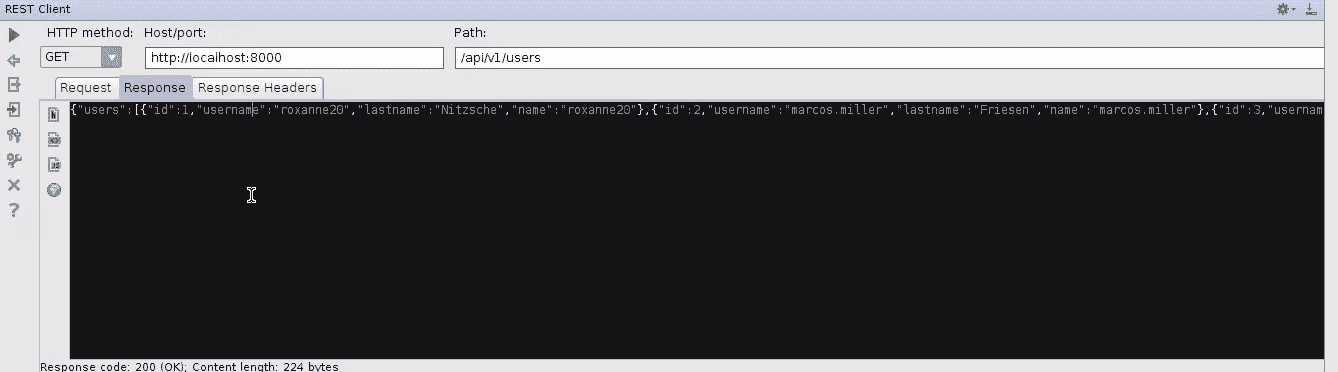 REST Client
HTTP method: Host/port: Path:
GET http://localhost:8000 /api/v1/users
Request Response Response Headers
{"users":[{"id":1,"username":"roxanne20","lastname":"Nitzsche","name":"roxanne20"},{"id":2,"username":"marcos.miller","lastname":"Friesen","name":"marcos.miller"},{"id":3,"usernam
Response code: 200 (OK); Content length: 224 bytes